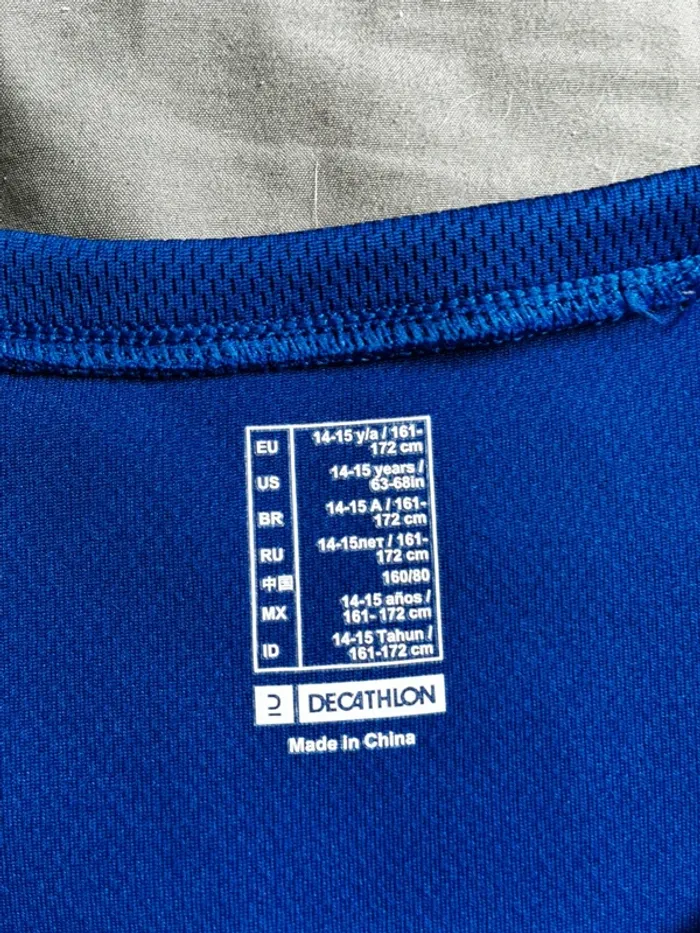 EU 14-15 y/a / 161-
172 cm
US 14-15 years /
63-68in
BR 14-15 A / 161-
172 cm
RU 14-15лет / 161-
172 cm
中国 160/80
MX 14-15 años /
161- 172 cm
ID 14-15 Tahun /
161-172 cm
DECATHLON
Made in China